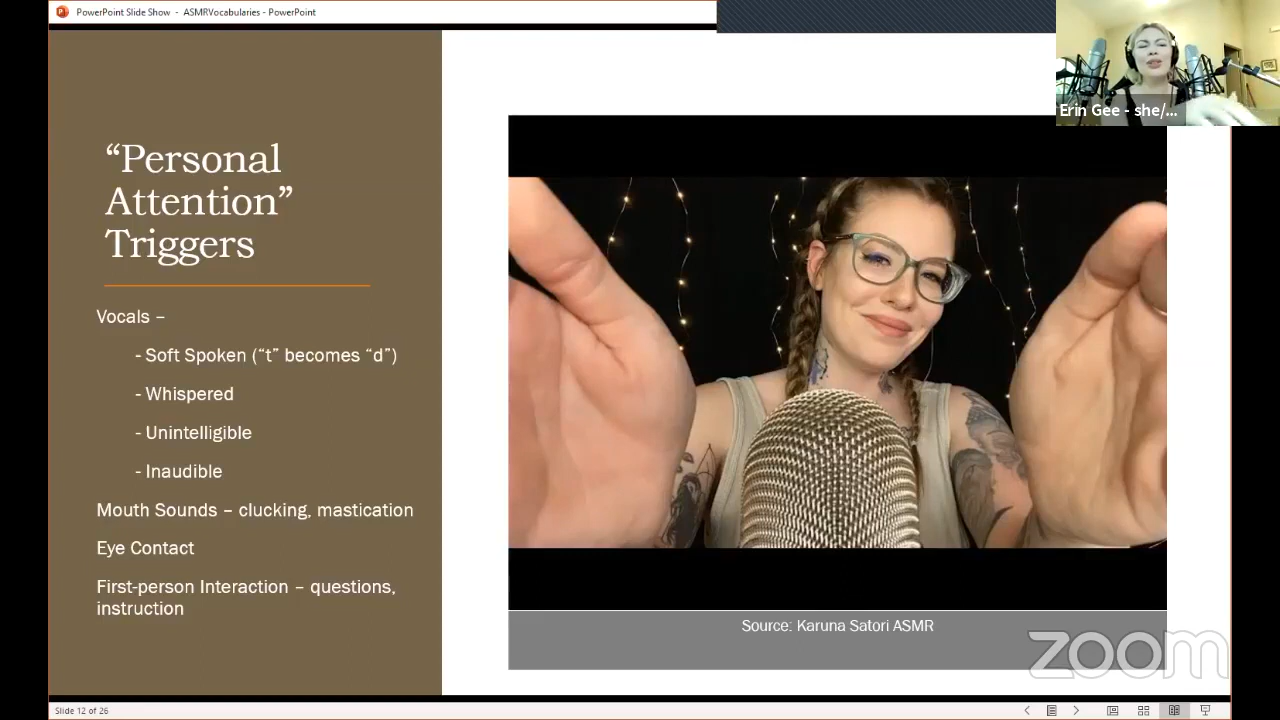 PowerPoint Slide Show - ASMRVocabularies - PowerPoint
Erin Gee - she/...
“Personal
Attention”
Triggers
Vocals –
- Soft Spoken (“t” becomes “d”)
- Whispered
- Unintelligible
- Inaudible
Mouth Sounds – clucking, mastication
Eye Contact
First-person Interaction – questions,
instruction
Source: Karuna Satori ASMR
zoom
Slide 12 of 26